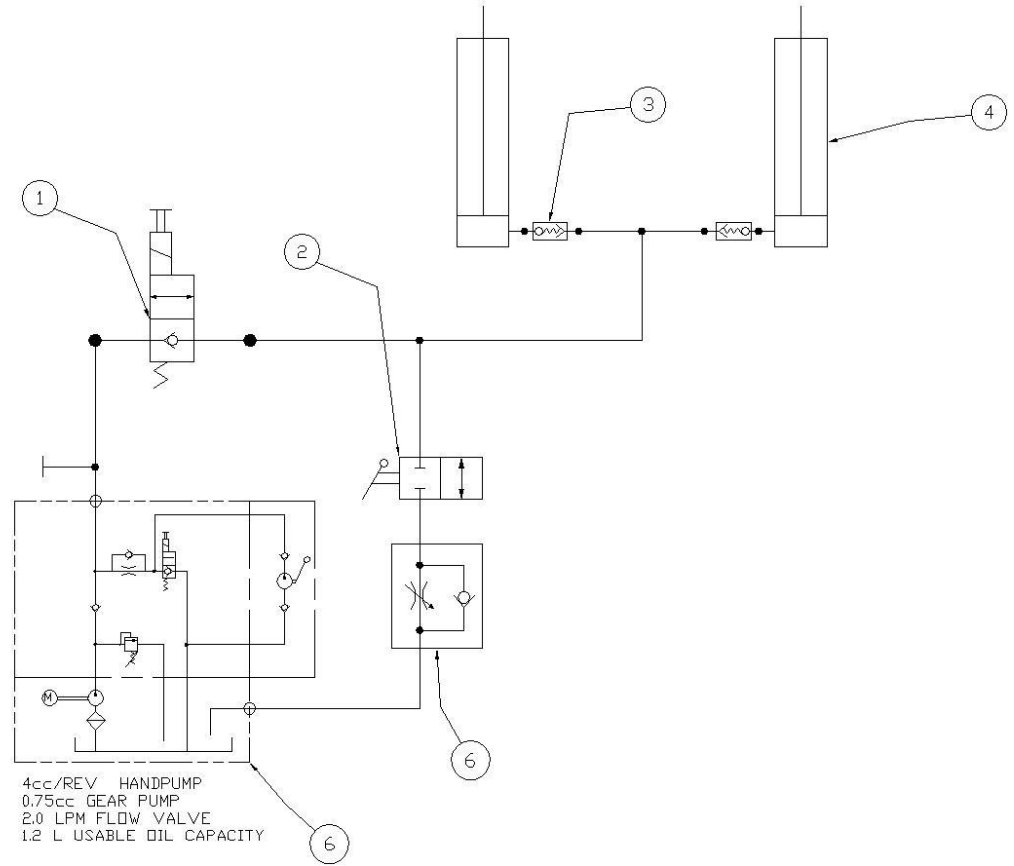 3
4
1
2
M
6
4cc/REV HANDPUMP
0.75cc GEAR PUMP
2.0 LPM FLOW VALVE
1.2 L USABLE OIL CAPACITY
6